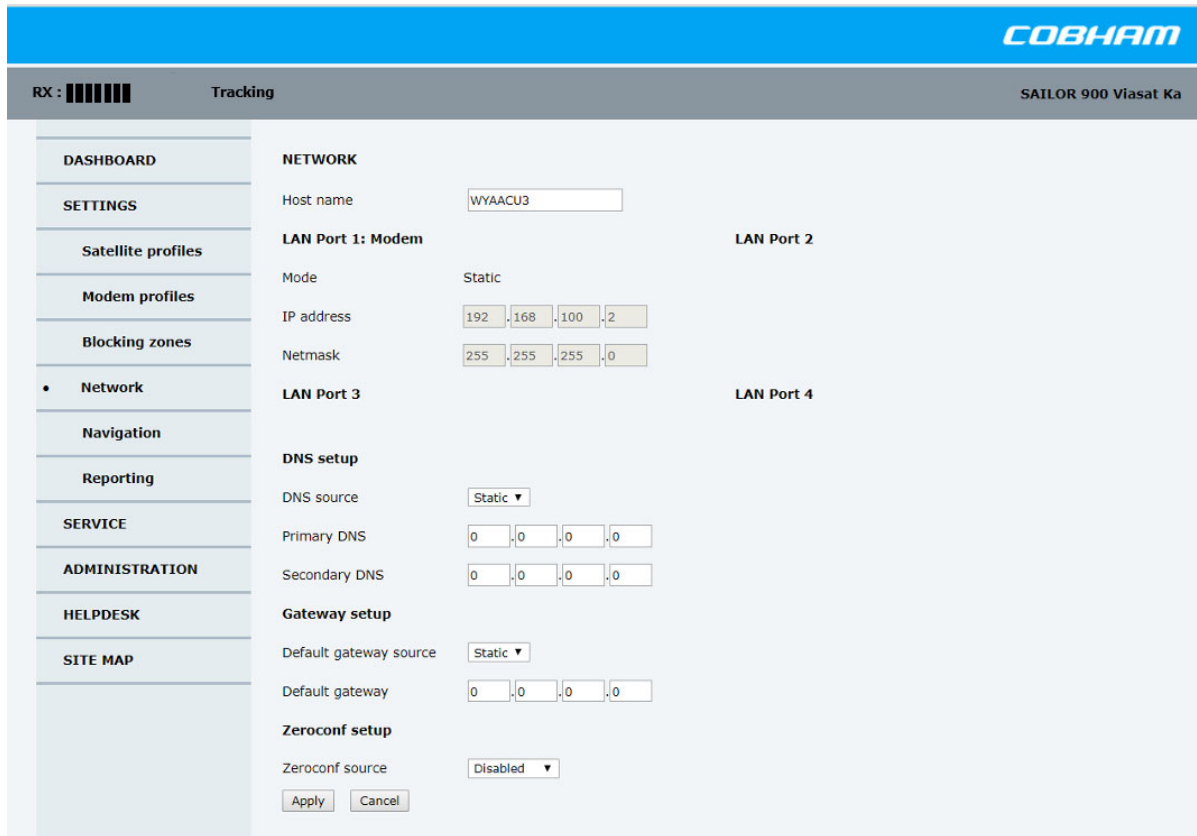 COBHAM
RX :
Tracking
SAILOR 900 Viasat Ka
DASHBOARD
SETTINGS
Satellite profiles
Modem profiles
Blocking zones
• Network
Navigation
Reporting
SERVICE
ADMINISTRATION
HELPDESK
SITE MAP
NETWORK
Host name WYAACU3
LAN Port 1: Modem LAN Port 2
Mode Static
IP address 192 .168 .100 .2
Netmask 255 .255 .255 .0
LAN Port 3 LAN Port 4
DNS setup
DNS source Static ▼
Primary DNS 0 .0 .0 .0
Secondary DNS 0 .0 .0 .0
Gateway setup
Default gateway source Static ▼
Default gateway 0 .0 .0 .0
Zeroconf setup
Zeroconf source Disabled ▼
Apply Cancel